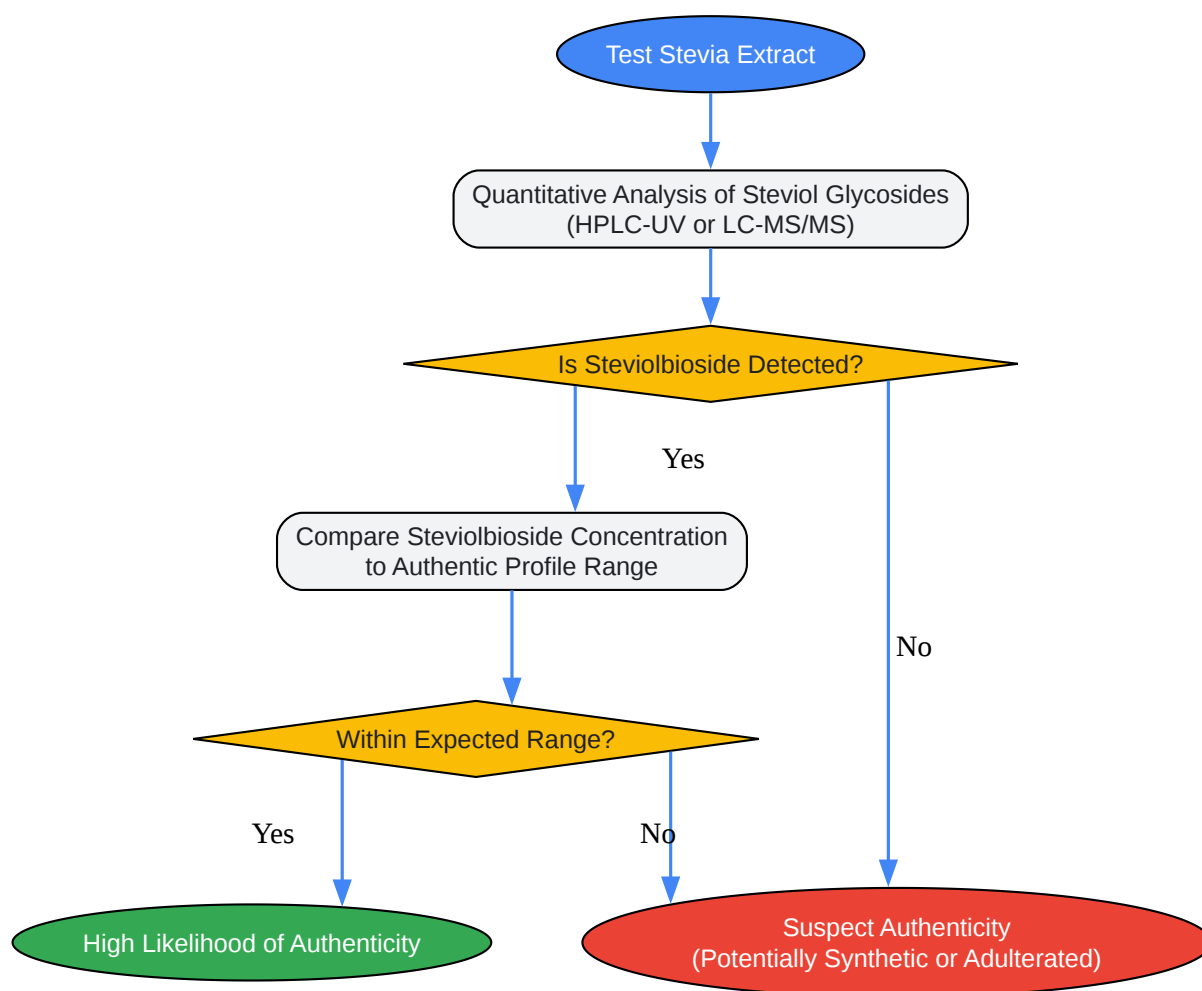 Test Stevia Extract
Quantitative Analysis of Steviol Glycosides
(HPLC-UV or LC-MS/MS)
Is Steviolbioside Detected?
Yes
Compare Steviolbioside Concentration
to Authentic Profile Range
No
Within Expected Range?
Yes
No
High Likelihood of Authenticity
Suspect Authenticity
(Potentially Synthetic or Adulterated)